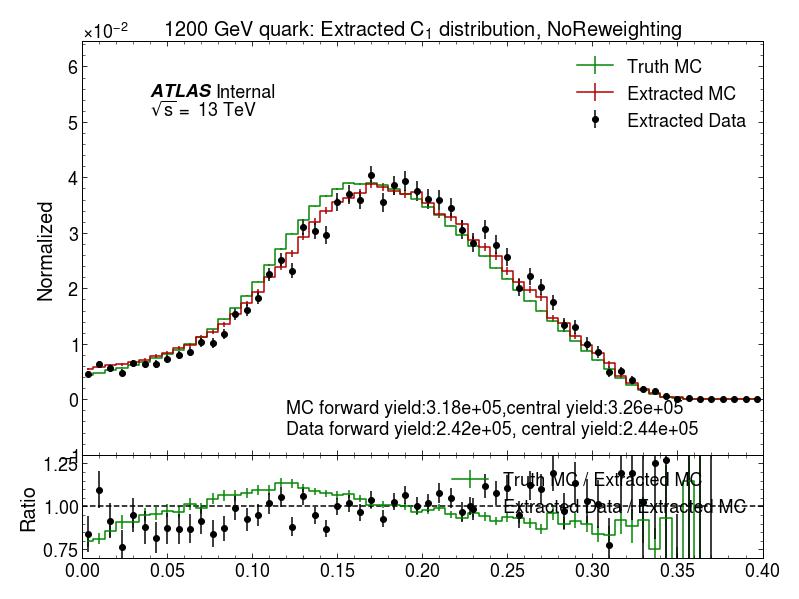 ×10⁻² 1200 GeV quark: Extracted C₁ distribution, NoReweighting
6
ATLAS Internal
√s = 13 TeV
Truth MC
Extracted MC
Extracted Data
5
4
3
2
1
0
Normalized
MC forward yield:3.18e+05,central yield:3.26e+05
Data forward yield:2.42e+05, central yield:2.44e+05
1
1.25
1.00
0.75
Ratio
Truth MC / Extracted MC
Extracted Data / Extracted MC
0.00 0.05 0.10 0.15 0.20 0.25 0.30 0.35 0.40